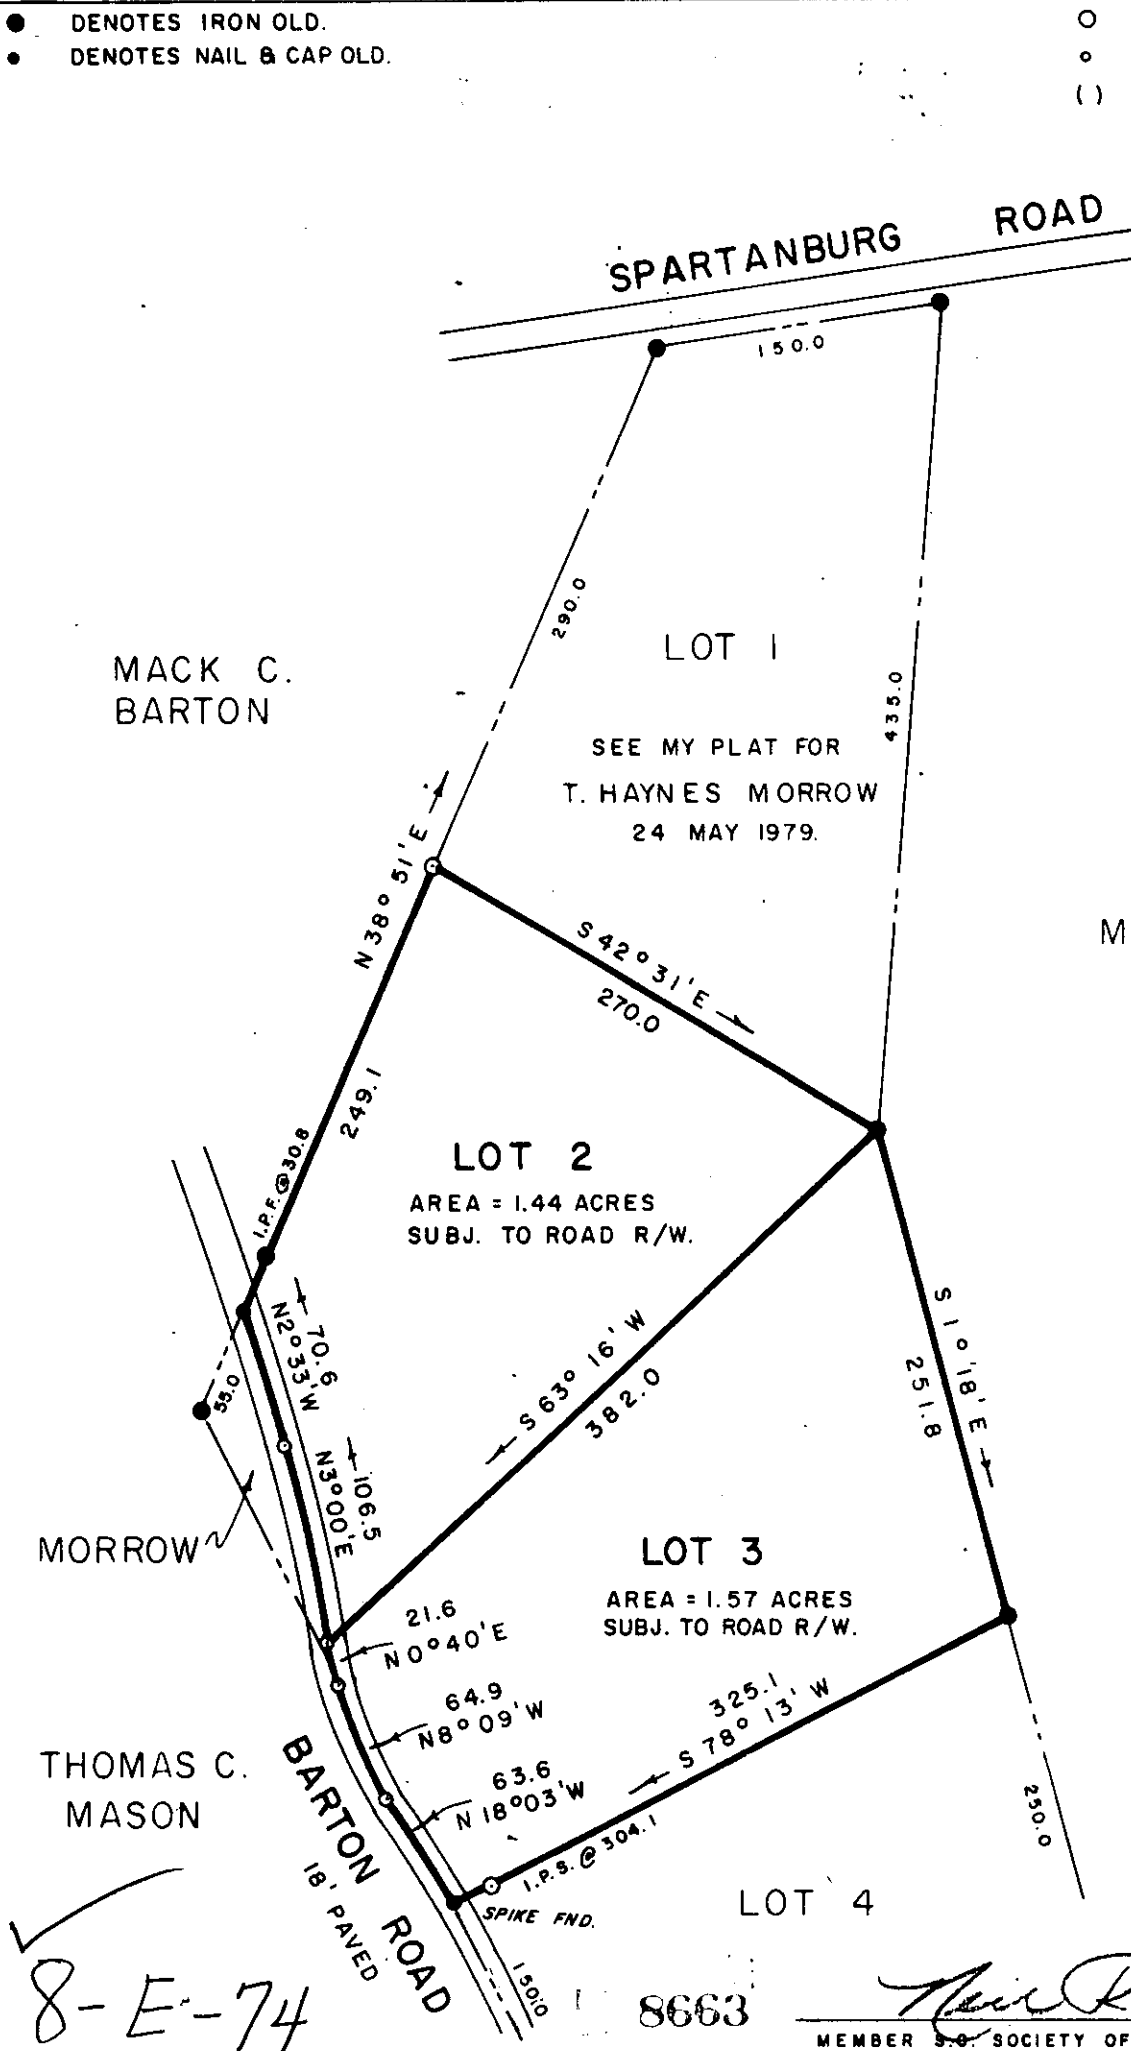 DENOTES IRON OLD.
DENOTES NAIL & CAP OLD.
( )
SPARTANBURG ROAD
150.0
290.0
435.0
LOT 1
MACK C.
BARTON
SEE MY PLAT FOR
T. HAYNES MORROW
24 MAY 1979.
N 38° 51' E
249.1
S 42° 31' E
270.0
M
I.P.F. @ 30.8
LOT 2
AREA = 1.44 ACRES
SUBJ. TO ROAD R/W.
70.6
N2°33'W
55.0
S 63° 16' W
382.0
S 1° 18' E
251.8
106.5
N3°00'E
MORROW
LOT 3
AREA = 1.57 ACRES
SUBJ. TO ROAD R/W.
21.6
N 0° 40' E
64.9
N8° 09' W
63.6
N 18°03' W
325.1
S 78° 13' W
I.P.S. @ 304.1
THOMAS C.
MASON
BARTON ROAD
18' PAVED
SPIKE FND.
250.0
LOT 4
150.0
8-E-74
8663
MEMBER S.C. SOCIETY OF